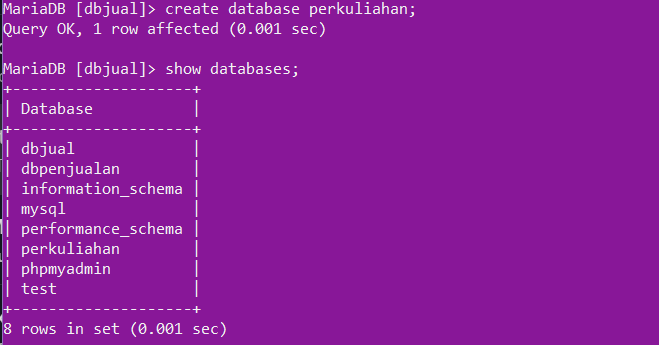 MariaDB [dbjual]> create database perkuliahan;
Query OK, 1 row affected (0.001 sec)

MariaDB [dbjual]> show databases;
+--------------------+
| Database           |
+--------------------+
| dbjual             |
| dbpenjualan        |
| information_schema |
| mysql              |
| performance_schema |
| perkuliahan        |
| phpmyadmin         |
| test               |
+--------------------+
8 rows in set (0.001 sec)